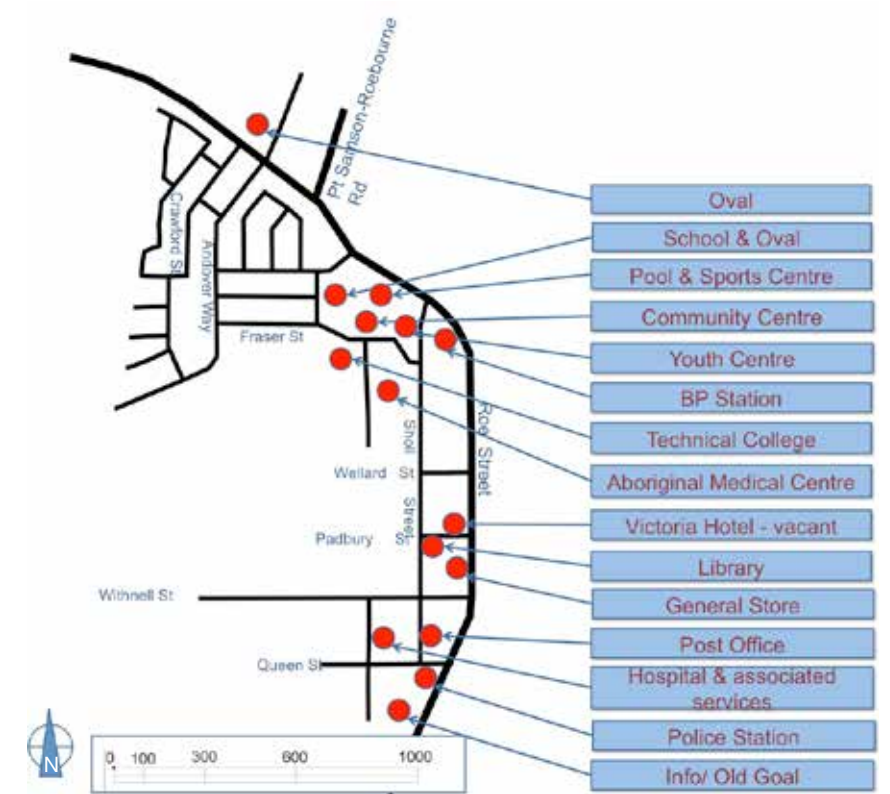 Pt Samson-Roebourne
Rd
Crawford St
Andover Way
Fraser St
Sholl
Street
Roe Street
Wellard St
Padbury St
Withnell St
Queen St
N
0 100 300 600 1000
Oval
School & Oval
Pool & Sports Centre
Community Centre
Youth Centre
BP Station
Technical College
Aboriginal Medical Centre
Victoria Hotel - vacant
Library
General Store
Post Office
Hospital & associated
services
Police Station
Info/ Old Goal